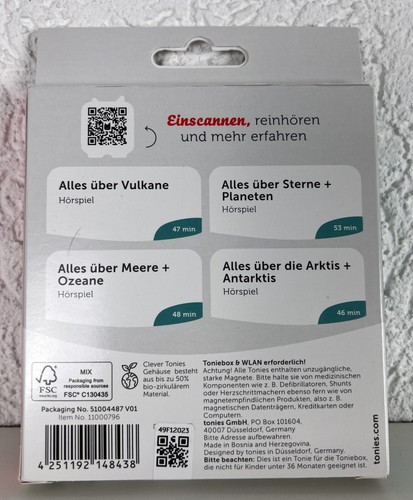 Einscannen, reinhören
und mehr erfahren
Alles über Vulkane
Hörspiel
47 min
Alles über Sterne +
Planeten
Hörspiel
53 min
Alles über Meere +
Ozeane
Hörspiel
48 min
Alles über die Arktis +
Antarktis
Hörspiel
46 min
FSC
MIX
Packaging from
responsible sources
FSC® C130435
Clever Tonies
Gehäuse besteht
aus bis zu 50%
bio-zirkulärem
Material.
Packaging No. 51004487 V01
Item No. 11000796
4 251192 148438
49F12023
Toniebox & WLAN erforderlich!
Achtung! Alle Tonies enthalten unzugängliche,
starke Magnete. Bitte halte sie von medizinischen
Komponenten wie z. B. Defibrillatoren, Shunts
oder Herzschrittmachern ebenso fern wie von
magnetempfindlichen Produkten, also z. B.
magnetischen Datenträgern, Kreditkarten oder
Computern.
tonies GmbH, PO Box 101604,
40007 Düsseldorf, Germany
Bitte Adresse aufbewahren.
Made in Bosnia and Herzegovina.
Designed by tonies in Düsseldorf, Germany.
Bitte beachten: Dies ist ein Tonie für die Toniebox,
die nicht für Kinder unter 36 Monaten geeignet ist.
tonies.com